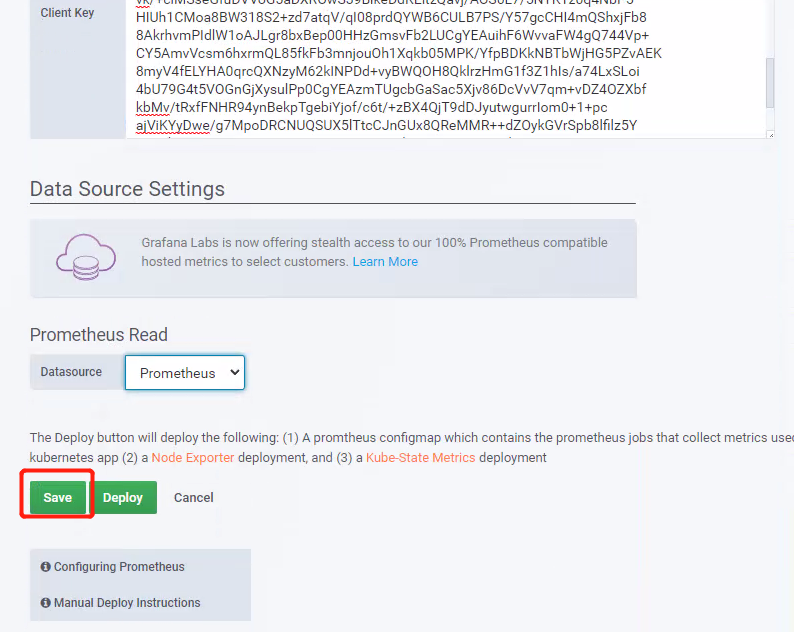 Client Key
HIUh1CMoa8BW318S2+zd7atqV/qI08prdQYWB6CULB7PS/Y57gcCHI4mQShxjFb8
8AkrhvmPIdlW1oAJLgr8bxBep00HHzGmsvFb2LUCgYEAuihF6WvvaFW4gQ744Vp+
CY5AmvVcsm6hxrmQL85fkFb3mnjouOh1Xqkb05MPK/YfpBDKkNBTbWjHG5PZvAEK
8myV4fELYHA0qrcQXNzyM62kINPDd+vyBWQOH8QklrzHmG1f3Z1hIs/a74LxSLoi
4bU79G4t5VOGnGjXysulPp0CgYEAzmTUgcbGaSac5Xjv86DcVvV7qm+vDZ4OZXbf
kbMv/tRxfFNHR94ynBekpTgebiYjof/c6t/+zBX4QjT9dDJyutwgurrIom0+1+pc
ajViKYyDwe/g7MpoDRCNUQSUX5lTtcCJnGUx8QReMMR++dZOykGVrSpb8lfilz5Y
Data Source Settings
Grafana Labs is now offering stealth access to our 100% Prometheus compatible
hosted metrics to select customers. Learn More
Prometheus Read
Datasource
Prometheus
The Deploy button will deploy the following: (1) A promtheus configmap which contains the prometheus jobs that collect metrics used
kubernetes app (2) a Node Exporter deployment, and (3) a Kube-State Metrics deployment
Save Deploy Cancel
Configuring Prometheus
Manual Deploy Instructions